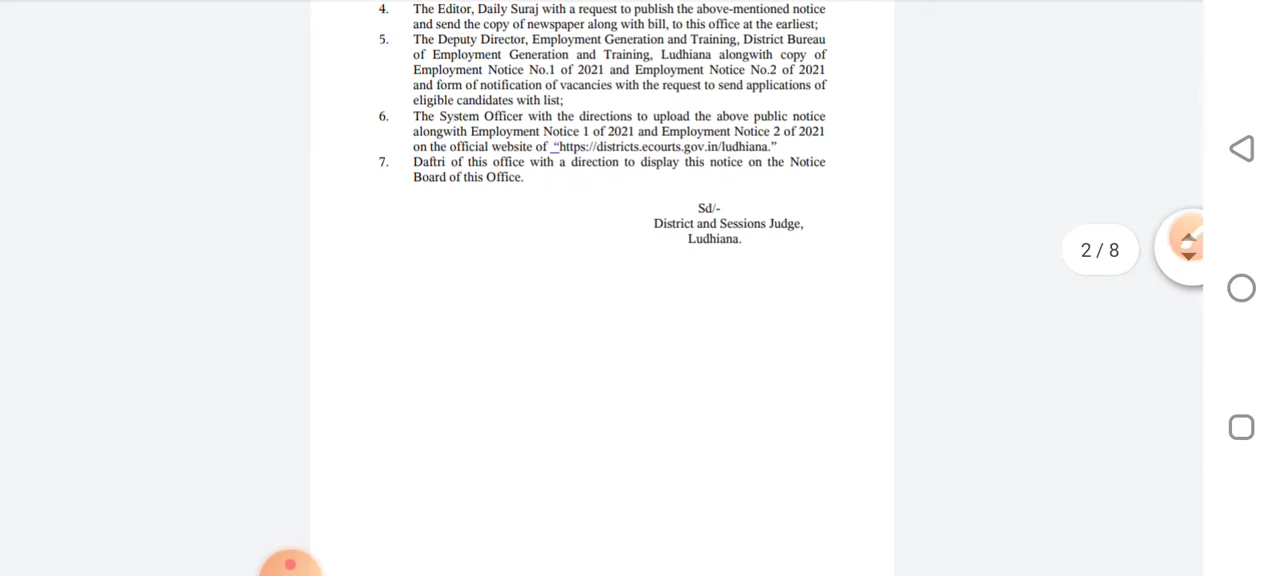 4. The Editor, Daily Suraj with a request to publish the above-mentioned notice
and send the copy of newspaper along with bill, to this office at the earliest;
5. The Deputy Director, Employment Generation and Training, District Bureau
of Employment Generation and Training, Ludhiana alongwith copy of
Employment Notice No.1 of 2021 and Employment Notice No.2 of 2021
and form of notification of vacancies with the request to send applications of
eligible candidates with list;
6. The System Officer with the directions to upload the above public notice
alongwith Employment Notice 1 of 2021 and Employment Notice 2 of 2021
on the official website of “https://districts.ecourts.gov.in/ludhiana.”
7. Daftri of this office with a direction to display this notice on the Notice
Board of this Office.
Sd/-
District and Sessions Judge,
Ludhiana.
2 / 8